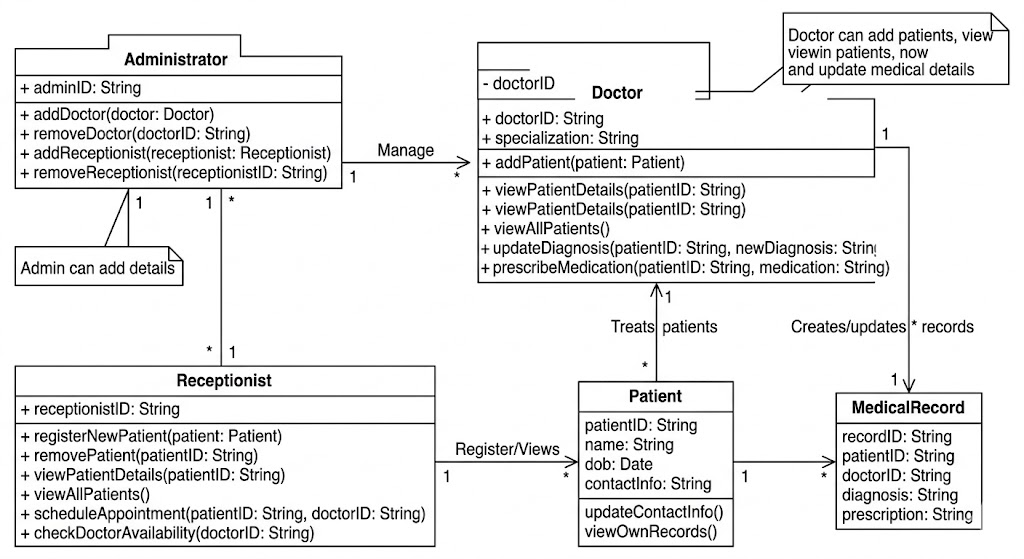 Administrator
+ adminID: String
+ addDoctor(doctor: Doctor)
+ removeDoctor(doctorID: String)
+ addReceptionist(receptionist: Receptionist)
+ removeReceptionist(receptionistID: String)
Manage
1
*
1
1
*
Admin can add details
- doctorID
Doctor
+ doctorID: String
+ specialization: String
+ addPatient(patient: Patient)
+ viewPatientDetails(patientID: String)
+ viewPatientDetails(patientID: String)
+ viewAllPatients()
+ updateDiagnosis(patientID: String, newDiagnosis: String
+ prescribeMedication(patientID: String, medication: String)
Doctor can add patients, view
viewin patients, now
and update medical details
1
1
Treats patients
*
Creates/updates * records
1
*
1
Receptionist
+ receptionistID: String
+ registerNewPatient(patient: Patient)
+ removePatient(patientID: String)
+ viewPatientDetails(patientID: String)
+ viewAllPatients()
+ scheduleAppointment(patientID: String, doctorID: String)
+ checkDoctorAvailability(doctorID: String)
Register/Views
1
*
Patient
patientID: String
name: String
dob: Date
contactInfo: String
updateContactInfo()
viewOwnRecords()
1
*
MedicalRecord
recordID: String
patientID: String
doctorID: String
diagnosis: String
prescription: String